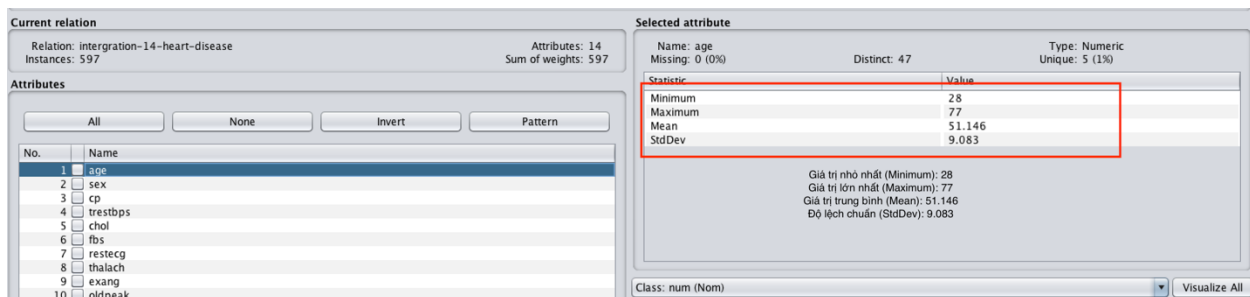 Current relation
Relation: intergration-14-heart-disease
Attributes: 14
Instances: 597
Sum of weights: 597
Attributes
All
None
Invert
Pattern
No.
Name
1 age
2 sex
3 cp
4 trestbps
5 chol
6 fbs
7 restecg
8 thalach
9 exang
10 oldpeak
Selected attribute
Name: age
Type: Numeric
Missing: 0 (0%)
Distinct: 47
Unique: 5 (1%)
Statistic
Value
Minimum 28
Maximum 77
Mean 51.146
StdDev 9.083
Giá trị nhỏ nhất (Minimum): 28
Giá trị lớn nhất (Maximum): 77
Giá trị trung bình (Mean): 51.146
Độ lệch chuẩn (StdDev): 9.083
Class: num (Nom)
Visualize All